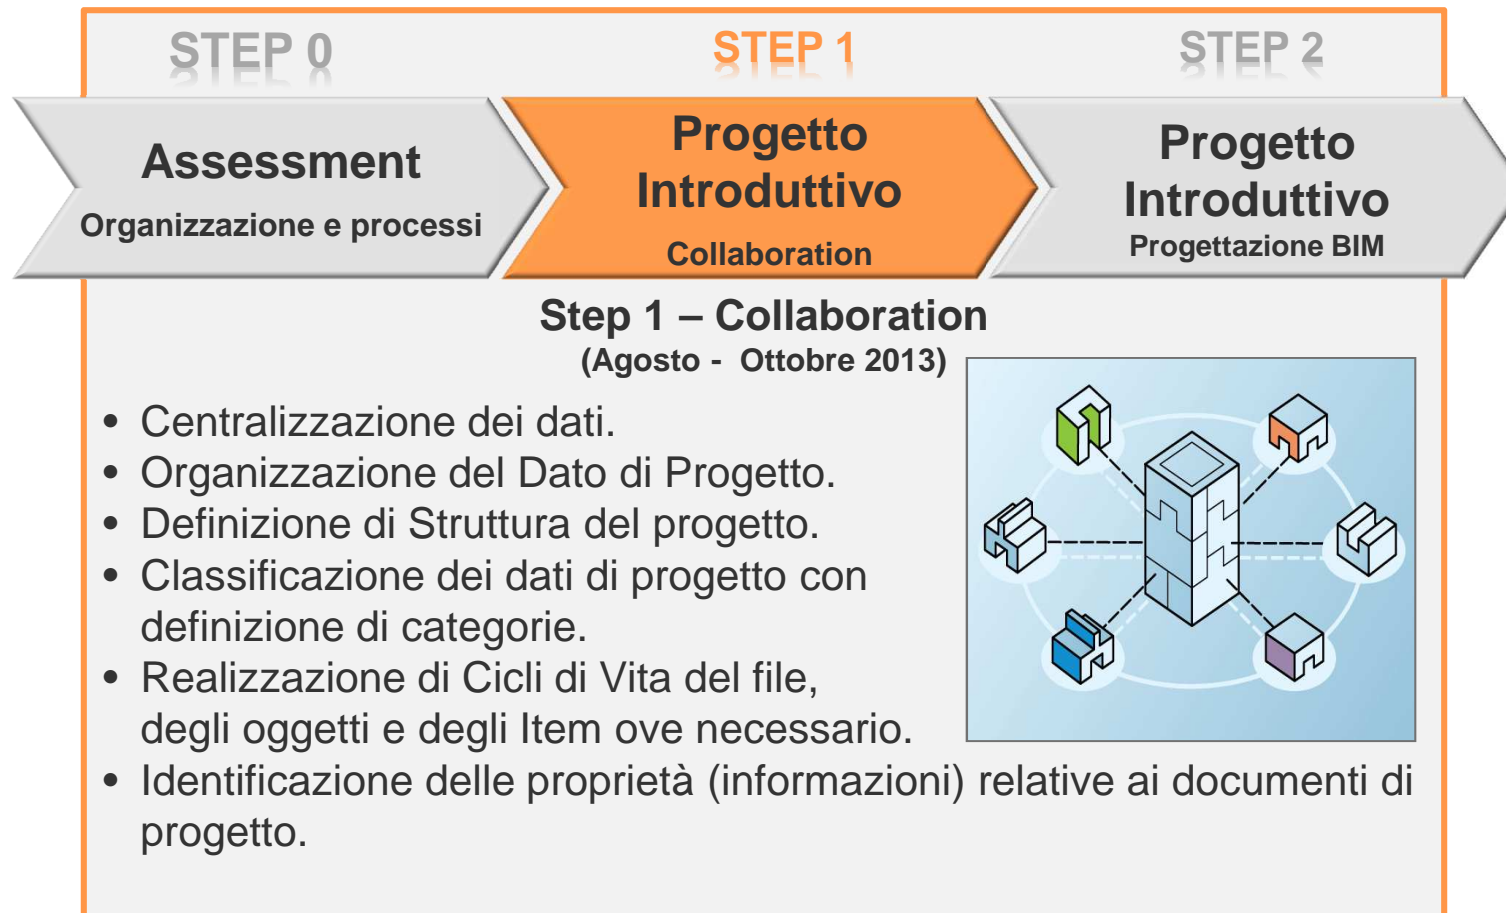 STEP 0
STEP 1
STEP 2
Assessment
Organizzazione e processi
Progetto
Introduttivo
Collaboration
Progetto
Introduttivo
Progettazione BIM
Step 1 – Collaboration
(Agosto - Ottobre 2013)
• Centralizzazione dei dati.
• Organizzazione del Dato di Progetto.
• Definizione di Struttura del progetto.
• Classificazione dei dati di progetto con
definizione di categorie.
• Realizzazione di Cicli di Vita del file,
degli oggetti e degli Item ove necessario.
• Identificazione delle proprietà (informazioni) relative ai documenti di
progetto.